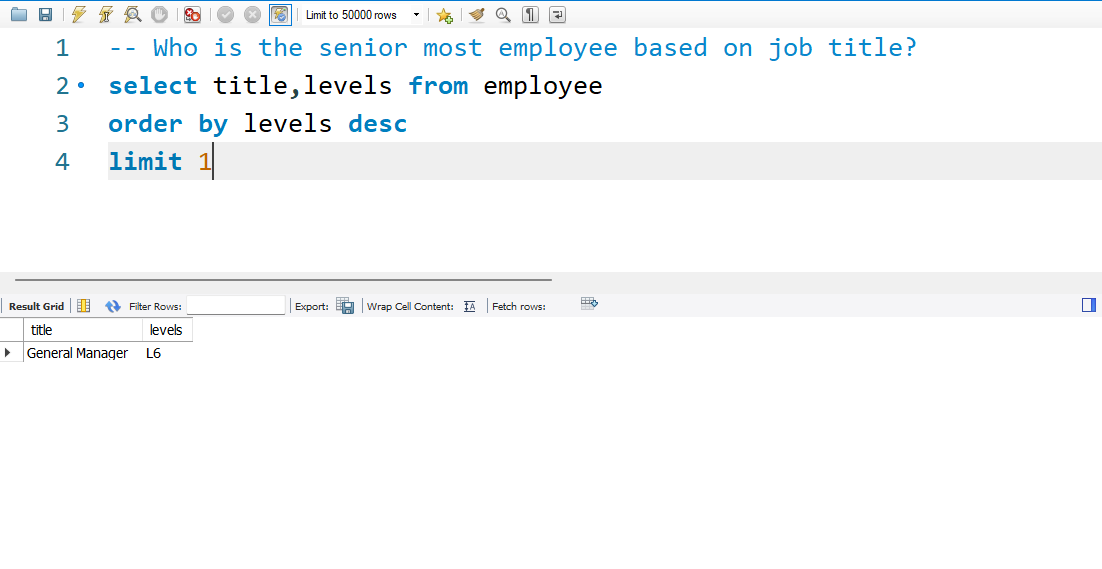 Limit to 50000 rows
1 -- Who is the senior most employee based on job title?
2 select title,levels from employee
3 order by levels desc
4 limit 1
Result Grid Filter Rows: Export: Wrap Cell Content: IA Fetch rows:
title levels
General Manager L6